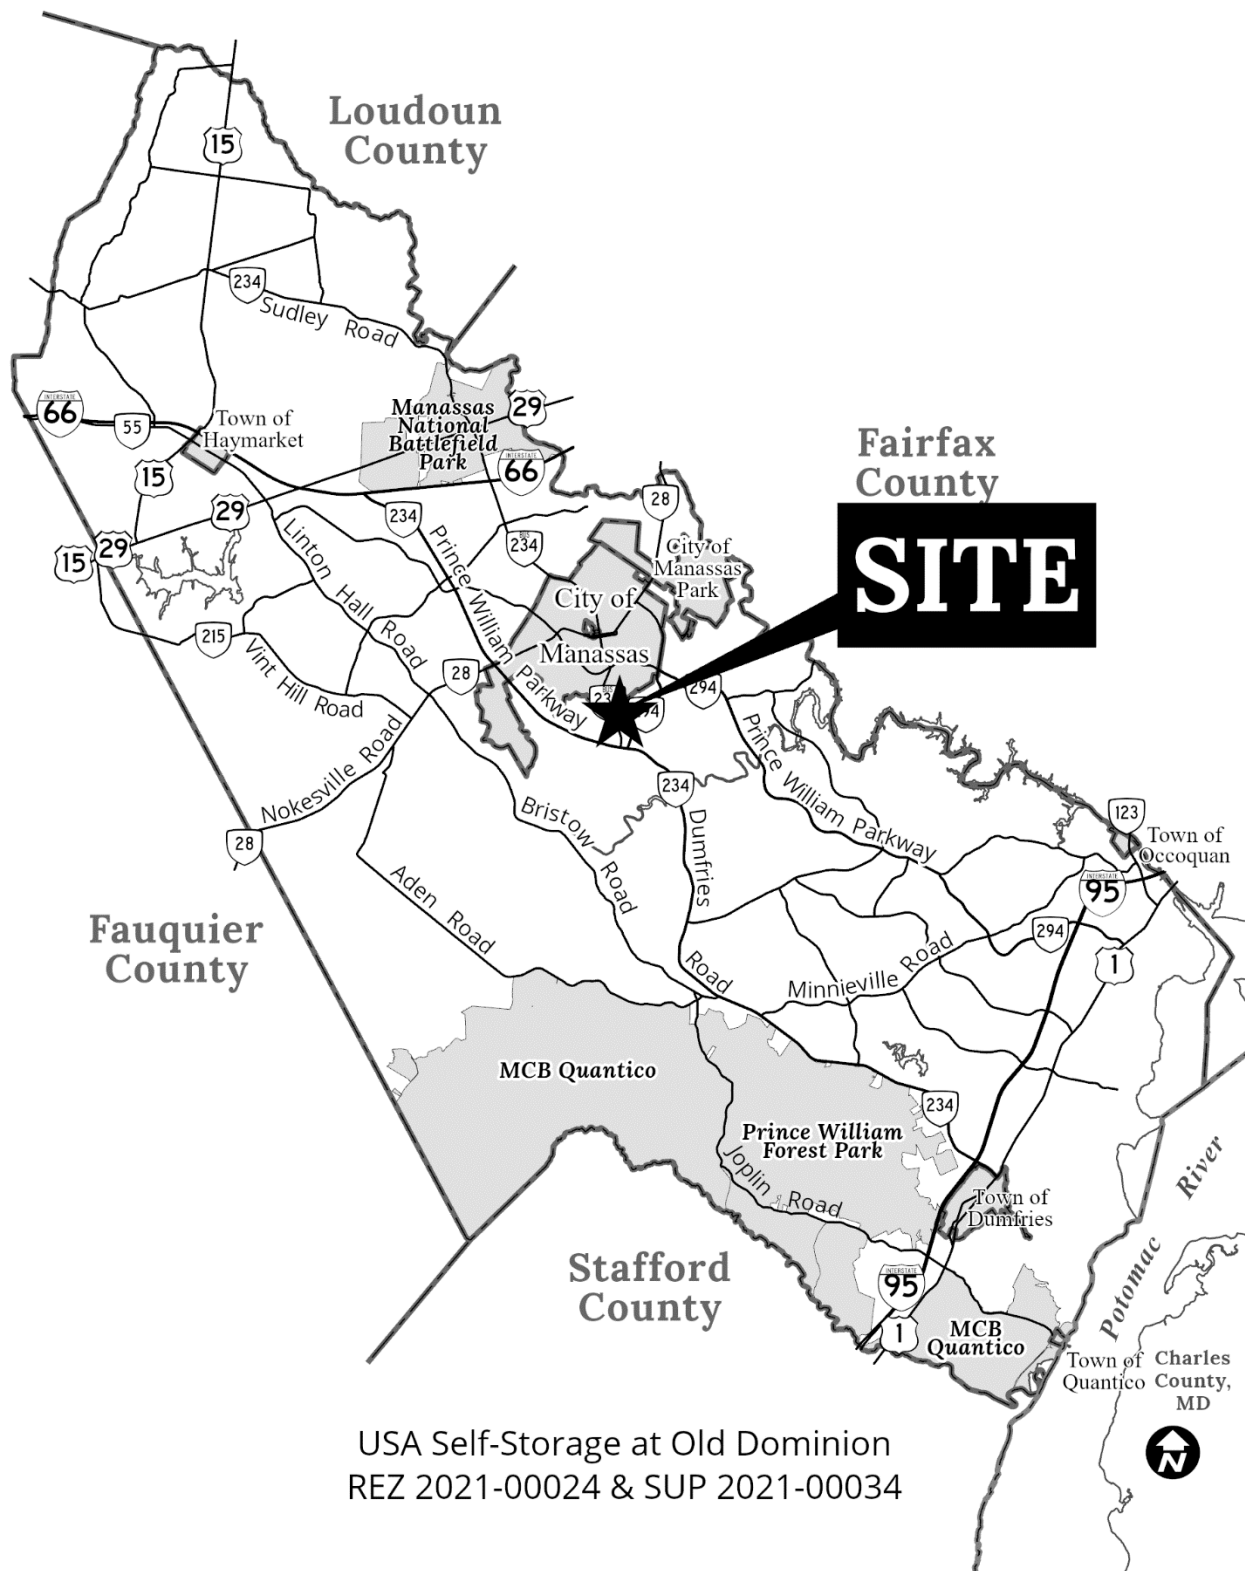 Loudoun
County
15
234
Sudley Road
INTERSTATE
66
55
Town of
Haymarket
Manassas
National
Battlefield
Park
29
INTERSTATE
66
Fairfax
County
SITE
15
29
234
28
15
29
Linton Hall Road
Prince William Parkway
BUS
234
City of
Manassas
Park
City of
Manassas
215
Vint Hill Road
28
294
234
Nokesville Road
28
Bristow Road
Dumfries Road
Prince William Parkway
123
Town of
Occoquan
INTERSTATE
95
Aden Road
Fauquier
County
294
1
Minnieville Road
MCB Quantico
234
Prince William
Forest Park
Joplin Road
Town of
Dumfries
Potomac River
Stafford
County
INTERSTATE
95
1
MCB
Quantico
Town of
Quantico
Charles
County,
MD
N
USA Self-Storage at Old Dominion
REZ 2021-00024 & SUP 2021-00034